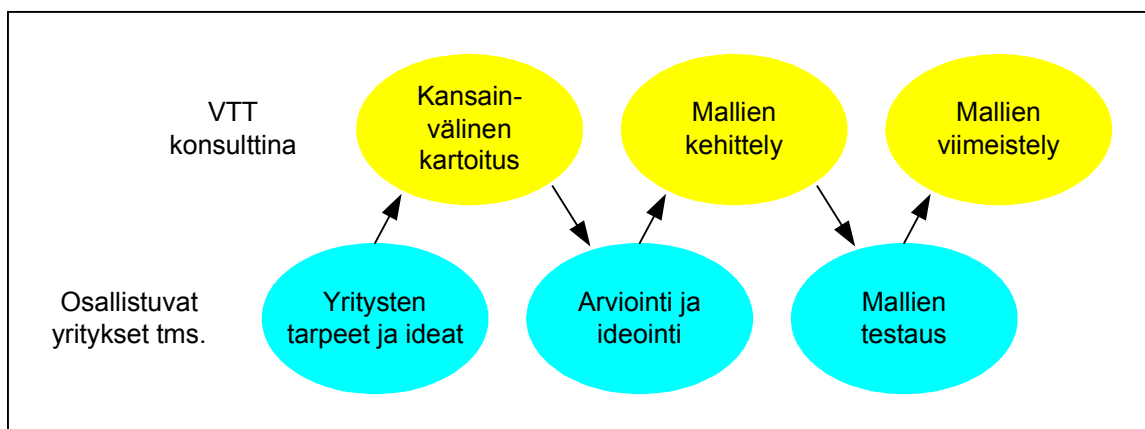 VTT
konsulttina
Kansain-
välinen
kartoitus
Mallien
kehittely
Mallien
viimeistely
Osallistuvat
yritykset tms.
Yritysten
tarpeet ja ideat
Arviointi ja
ideointi
Mallien
testaus